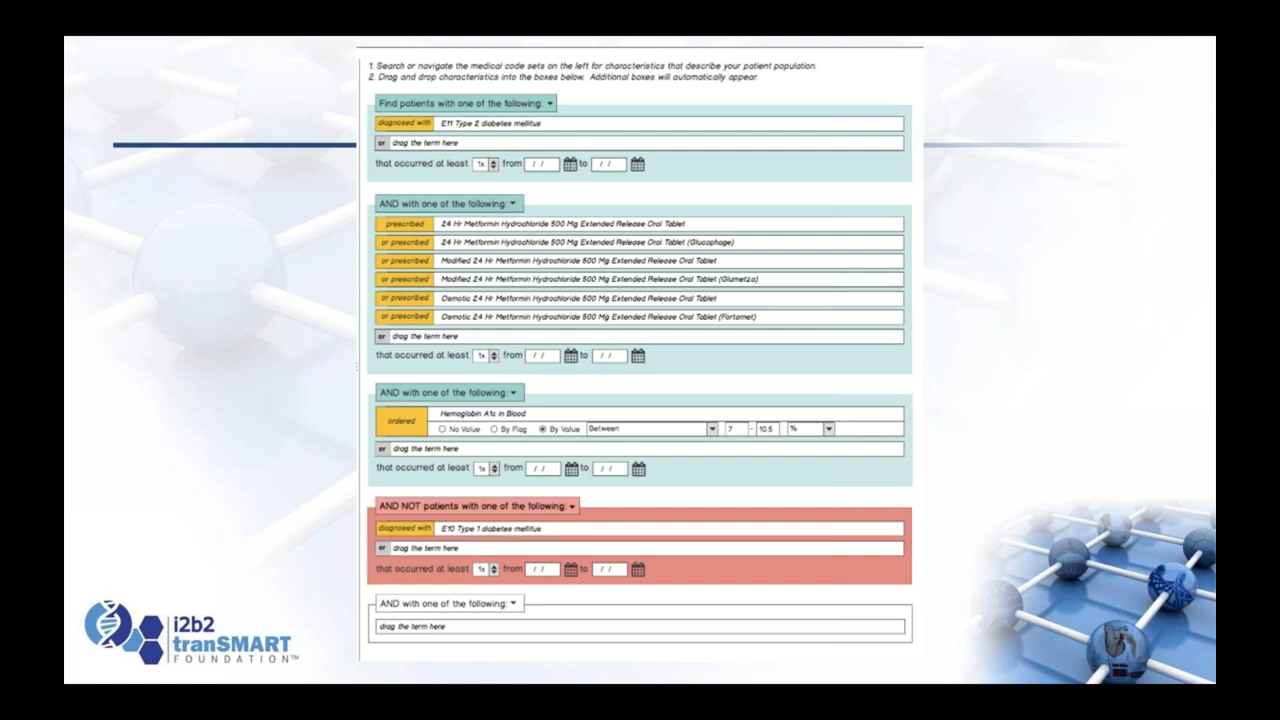 1. Search or navigate the medical code sets on the left for characteristics that describe your patient population.
2. Drag and drop characteristics into the boxes below. Additional boxes will automatically appear
Find patients with one of the following:
diagnosed with E11 Type 2 diabetes mellitus
or drag the term here
that occurred at least 1x from / / to / /
AND with one of the following:
prescribed 24 Hr Metformin Hydrochloride 500 Mg Extended Release Oral Tablet
or prescribed 24 Hr Metformin Hydrochloride 500 Mg Extended Release Oral Tablet (Glucophage)
or prescribed Modified 24 Hr Metformin Hydrochloride 500 Mg Extended Release Oral Tablet
or prescribed Modified 24 Hr Metformin Hydrochloride 500 Mg Extended Release Oral Tablet (Glumetza)
or prescribed Osmotic 24 Hr Metformin Hydrochloride 500 Mg Extended Release Oral Tablet
or prescribed Osmotic 24 Hr Metformin Hydrochloride 500 Mg Extended Release Oral Tablet (Fortamet)
or drag the term here
that occurred at least 1x from / / to / /
AND with one of the following:
ordered Hemoglobin A1c in Blood
No Value By Flag By Value Between 7 - 10.5 %
or drag the term here
that occurred at least 1x from / / to / /
AND NOT patients with one of the following:
diagnosed with E10 Type 1 diabetes mellitus
or drag the term here
that occurred at least 1x from / / to / /
AND with one of the following:
drag the term here
i2b2
tranSMART
FOUNDATION™